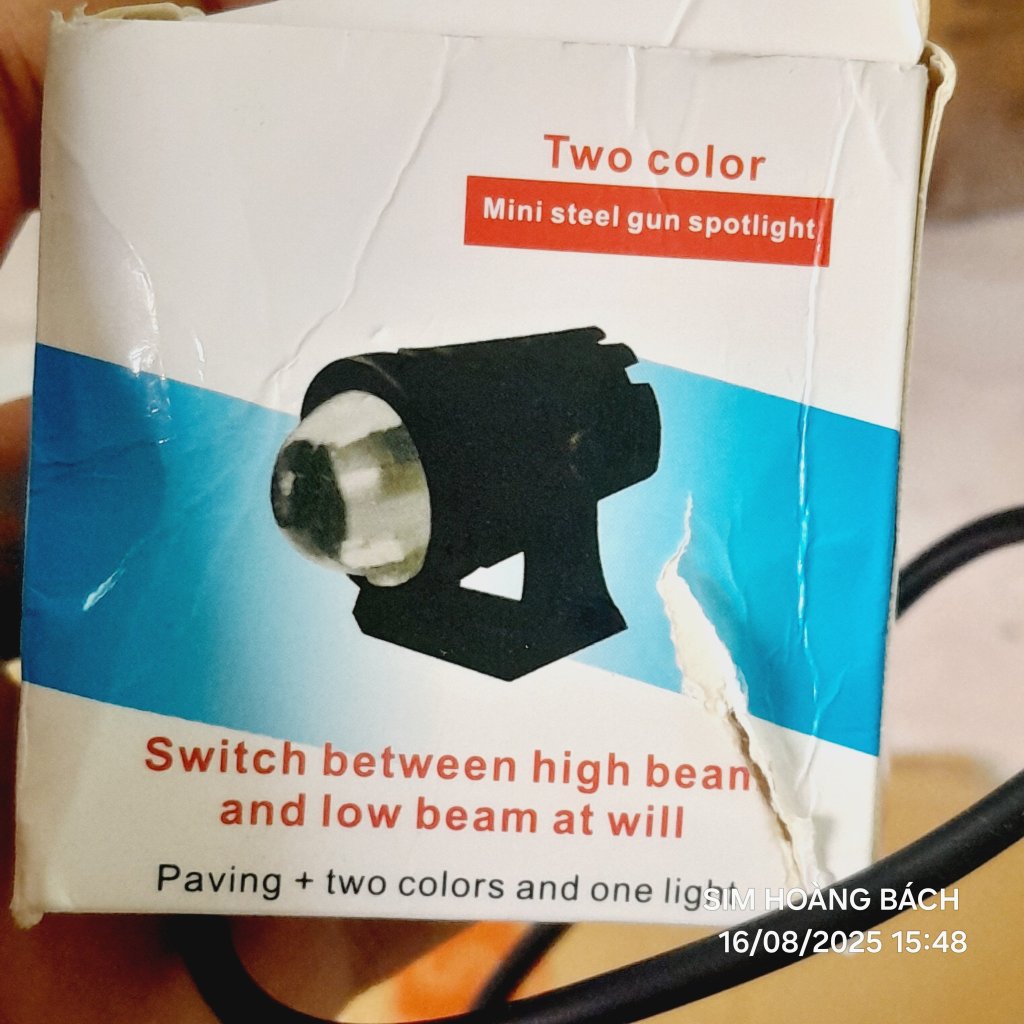 Two color
Mini steel gun spotlight
Switch between high beam
and low beam at will
Paving + two colors and one light
SIM HOÀNG BÁCH
16/08/2025 15:48